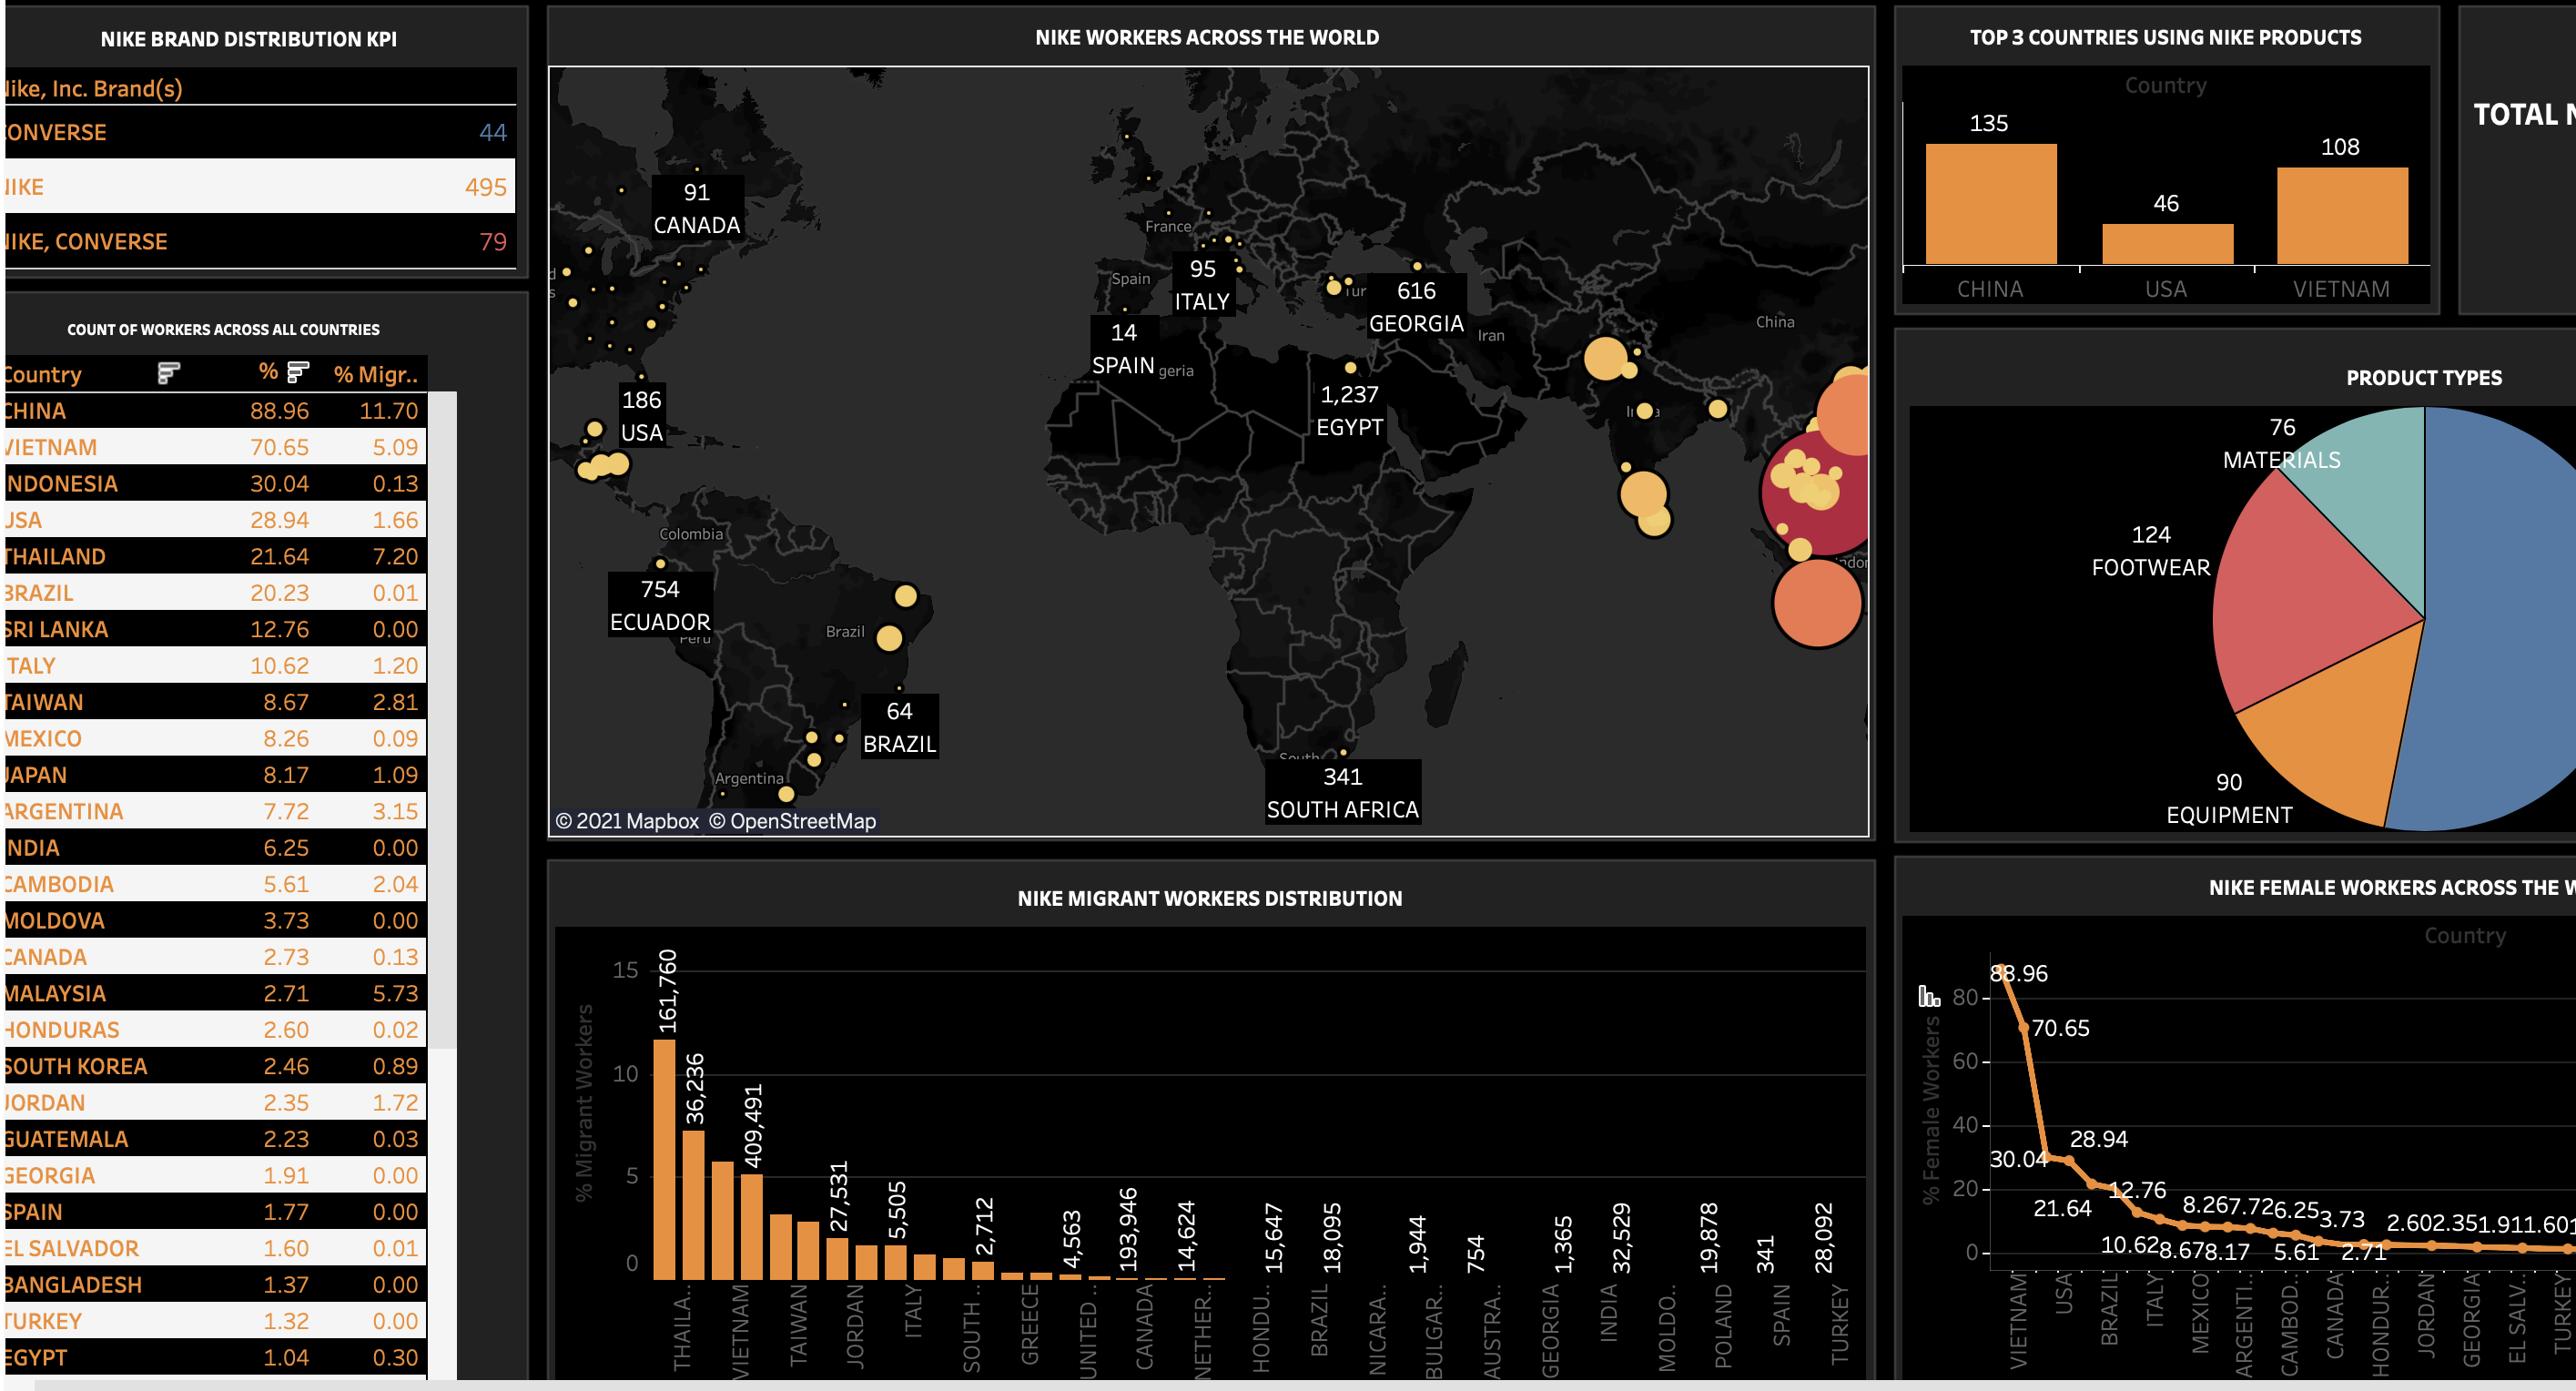 NIKE BRAND DISTRIBUTION KPI
Nike, Inc. Brand(s)
CONVERSE 44
NIKE 495
NIKE, CONVERSE 79
COUNT OF WORKERS ACROSS ALL COUNTRIES
Country % % Migr..
CHINA 88.96 11.70
VIETNAM 70.65 5.09
INDONESIA 30.04 0.13
USA 28.94 1.66
THAILAND 21.64 7.20
BRAZIL 20.23 0.01
SRI LANKA 12.76 0.00
ITALY 10.62 1.20
TAIWAN 8.67 2.81
MEXICO 8.26 0.09
JAPAN 8.17 1.09
ARGENTINA 7.72 3.15
INDIA 6.25 0.00
CAMBODIA 5.61 2.04
MOLDOVA 3.73 0.00
CANADA 2.73 0.13
MALAYSIA 2.71 5.73
HONDURAS 2.60 0.02
SOUTH KOREA 2.46 0.89
JORDAN 2.35 1.72
GUATEMALA 2.23 0.03
GEORGIA 1.91 0.00
SPAIN 1.77 0.00
EL SALVADOR 1.60 0.01
BANGLADESH 1.37 0.00
TURKEY 1.32 0.00
EGYPT 1.04 0.30
NIKE WORKERS ACROSS THE WORLD
91
CANADA
France
95
ITALY
Spain
14
SPAIN
geria
Tur
616
GEORGIA
Iran
China
186
USA
1,237
EGYPT
Colombia
754
ECUADOR
Peru
Brazil
64
BRAZIL
Argentina
South
341
SOUTH AFRICA
© 2021 Mapbox © OpenStreetMap
NIKE MIGRANT WORKERS DISTRIBUTION
% Migrant Workers
15
10
5
0
161,760
36,236
409,491
27,531
5,505
2,712
4,563
193,946
14,624
15,647
18,095
1,944
754
1,365
32,529
19,878
341
28,092
THAILA..
VIETNAM
TAIWAN
JORDAN
ITALY
SOUTH ..
GREECE
UNITED ..
CANADA
NETHER..
HONDU..
BRAZIL
NICARA..
BULGAR..
AUSTRA..
GEORGIA
INDIA
MOLDO..
POLAND
SPAIN
TURKEY
TOP 3 COUNTRIES USING NIKE PRODUCTS
Country
135
46
108
CHINA
USA
VIETNAM
TOTAL N
PRODUCT TYPES
76
MATERIALS
124
FOOTWEAR
90
EQUIPMENT
NIKE FEMALE WORKERS ACROSS THE W
Country
% Female Workers
80
60
40
20
0
88.96
70.65
30.04
28.94
21.64
12.76
10.62
8.67
8.26
8.17
7.72
6.25
5.61
3.73
2.71
2.60
2.35
1.91
1.60
VIETNAM
USA
BRAZIL
ITALY
MEXICO
ARGENTI..
CAMBOD..
CANADA
HONDUR..
JORDAN
GEORGIA
EL SALV..
TURKEY